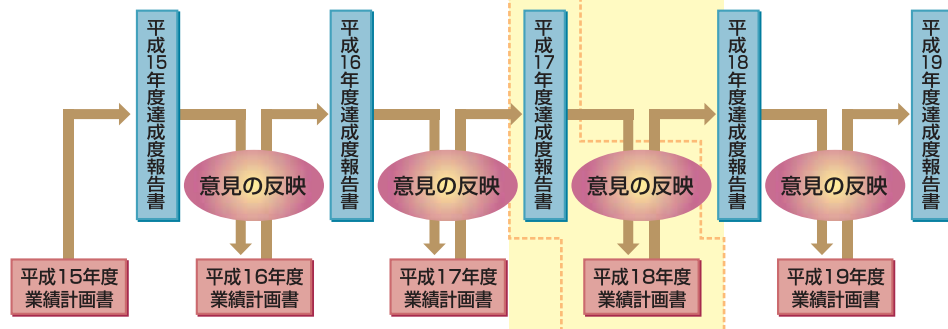 平成15年度達成度報告書
平成16年度達成度報告書
平成17年度達成度報告書
平成18年度達成度報告書
平成19年度達成度報告書
意見の反映
意見の反映
意見の反映
意見の反映
平成15年度
業績計画書
平成16年度
業績計画書
平成17年度
業績計画書
平成18年度
業績計画書
平成19年度
業績計画書